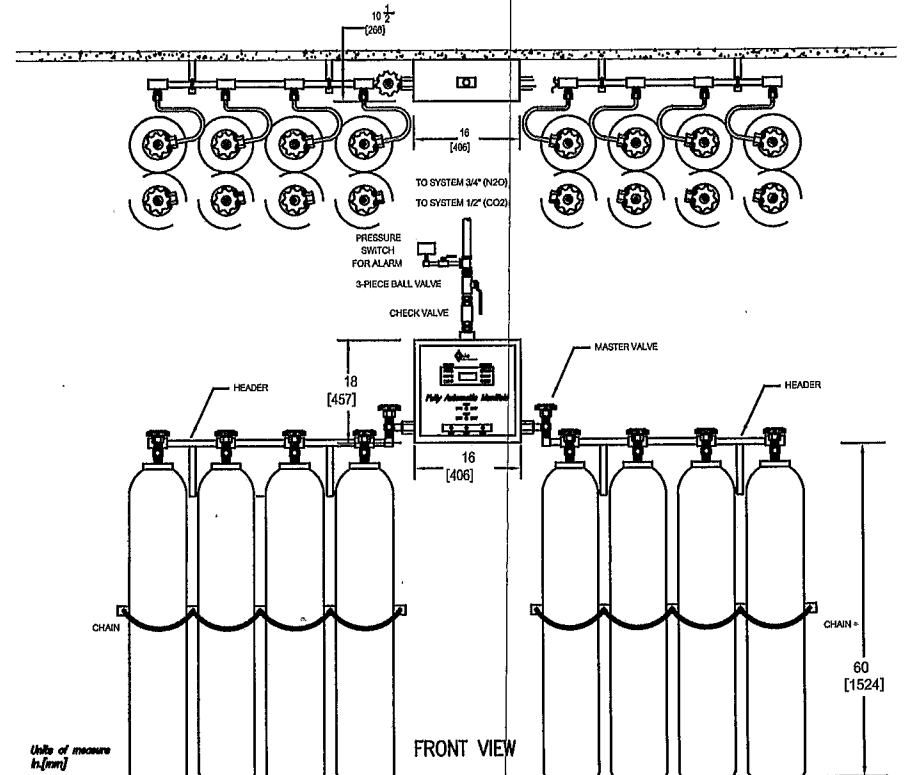 10 1/2
[266]
16
[406]
TO SYSTEM 3/4" (N2O)
TO SYSTEM 1/2" (CO2)
PRESSURE
SWITCH
FOR ALARM
3-PIECE BALL VALVE
CHECK VALVE
MASTER VALVE
18
[457]
HEADER
HEADER
Fully Automatic Manifold
16
[406]
CHAIN
CHAIN
60
[1524]
FRONT VIEW
Units of measure
in.[mm]